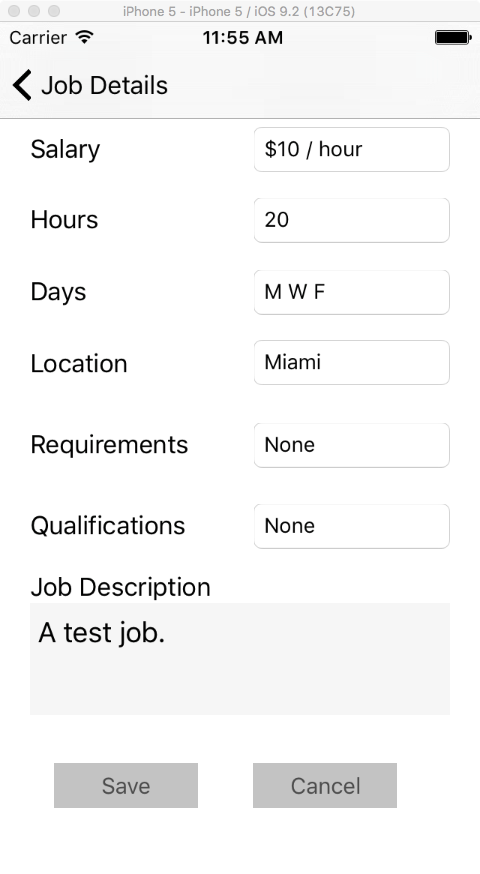 iPhone 5 - iPhone 5 / iOS 9.2 (13C75)
Carrier 11:55 AM
Job Details
Salary $10 / hour
Hours 20
Days M W F
Location Miami
Requirements None
Qualifications None
Job Description
A test job.
Save Cancel